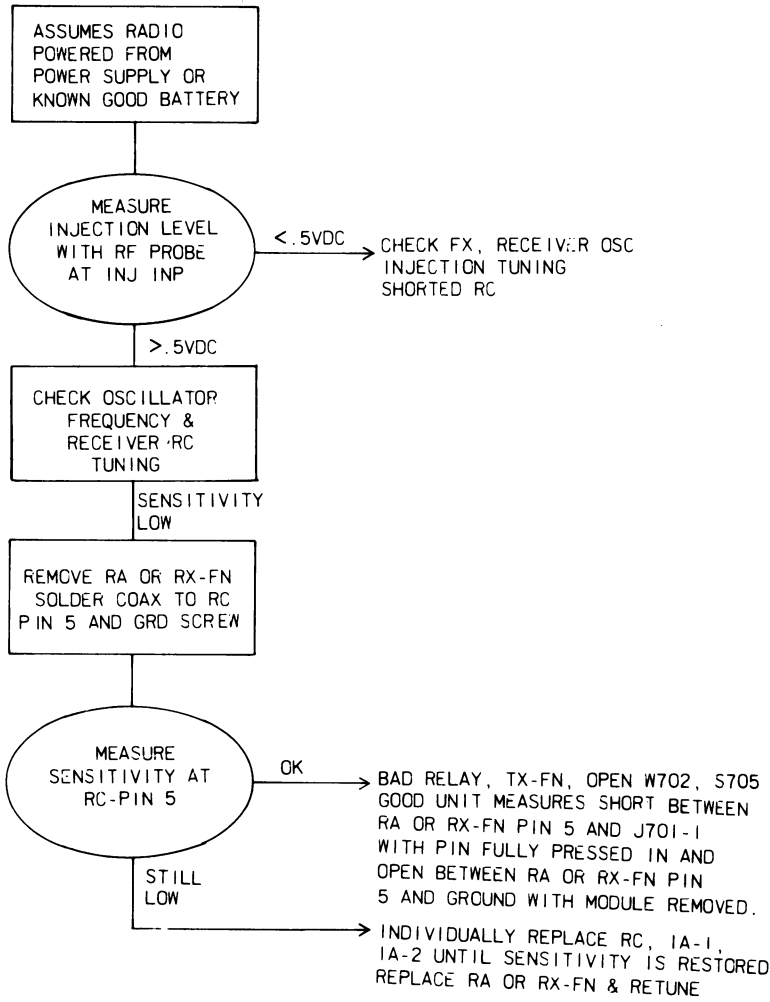 ASSUMES RADIO
POWERED FROM
POWER SUPPLY OR
KNOWN GOOD BATTERY
MEASURE
INJECTION LEVEL
WITH RF PROBE
AT INJ INP
<.5VDC
CHECK FX, RECEIVER OSC
INJECTION TUNING
SHORTED RC
>.5VDC
CHECK OSCILLATOR
FREQUENCY &
RECEIVER RC
TUNING
SENSITIVITY
LOW
REMOVE RA OR RX-FN
SOLDER COAX TO RC
PIN 5 AND GRD SCREW
MEASURE
SENSITIVITY AT
RC-PIN 5
OK
BAD RELAY, TX-FN, OPEN W702, S705
GOOD UNIT MEASURES SHORT BETWEEN
RA OR RX-FN PIN 5 AND J701-1
WITH PIN FULLY PRESSED IN AND
OPEN BETWEEN RA OR RX-FN PIN
5 AND GROUND WITH MODULE REMOVED.
STILL
LOW
INDIVIDUALLY REPLACE RC, IA-1,
IA-2 UNTIL SENSITIVITY IS RESTORED
REPLACE RA OR RX-FN & RETUNE